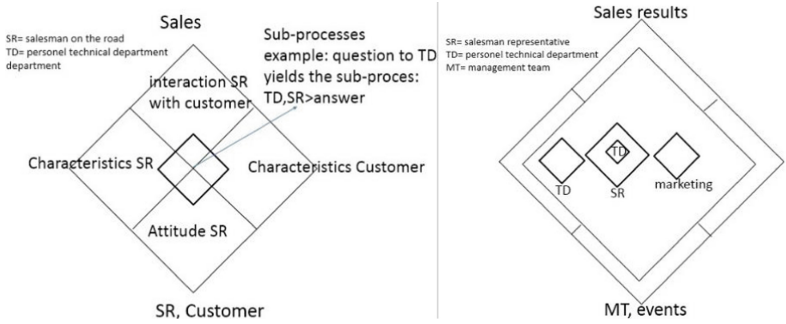 Sales
SR= salesman on the road
TD= personel technical department
department
Sub-processes
example: question to TD
yields the sub-proces:
TD,SR>answer
interaction SR
with customer
Characteristics SR
Characteristics Customer
Attitude SR
SR, Customer
Sales results
SR= salesman representative
TD= personel technical department
MT= management team
TD
TD
SR
marketing
MT, events